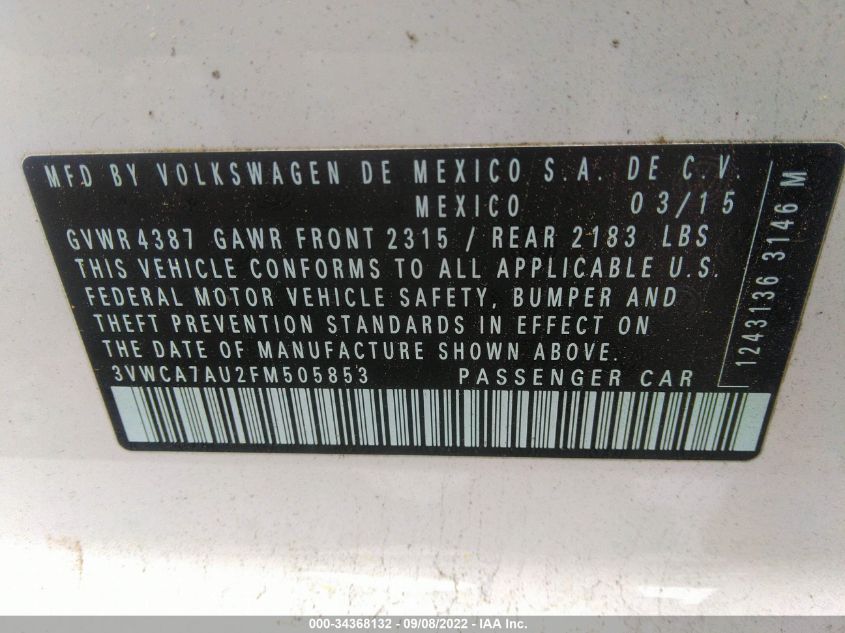 MFD BY VOLKSWAGEN DE MEXICO S.A. DE C.V.
MEXICO 03/15
GVWR 4387 GAWR FRONT 2315 / REAR 2183 LBS
THIS VEHICLE CONFORMS TO ALL APPLICABLE U.S.
FEDERAL MOTOR VEHICLE SAFETY, BUMPER AND
THEFT PREVENTION STANDARDS IN EFFECT ON
THE DATE OF MANUFACTURE SHOWN ABOVE.
3VWCA7AU2FM505853 PASSENGER CAR
1243136 3146 M
000-34368132 - 09/08/2022 - IAA Inc.